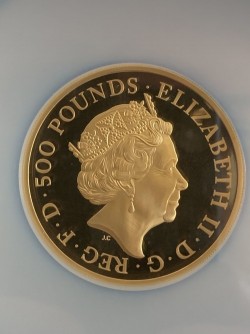 ELIZABETH II · D · G · REG · F · D · 500 POUNDS ·
J.C